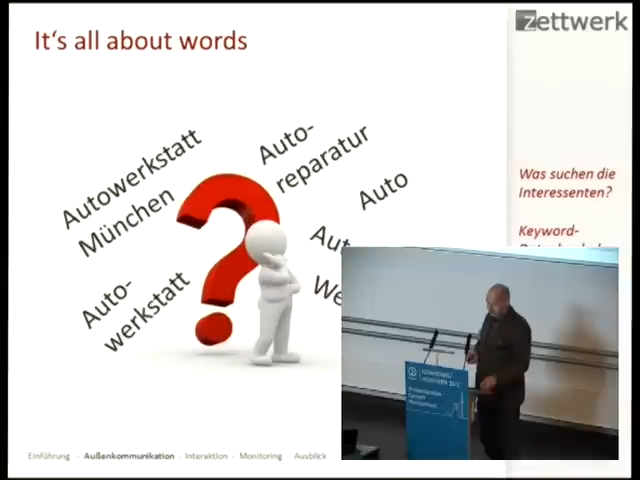 It's all about words
zettwerk
Autowerkstatt
München
Auto-
reparatur
Auto
Auto-
werkstatt
Was suchen die
Interessenten?
Keyword-
Einführung - Außenkommunikation - Interaktion - Monitoring - Ausblick